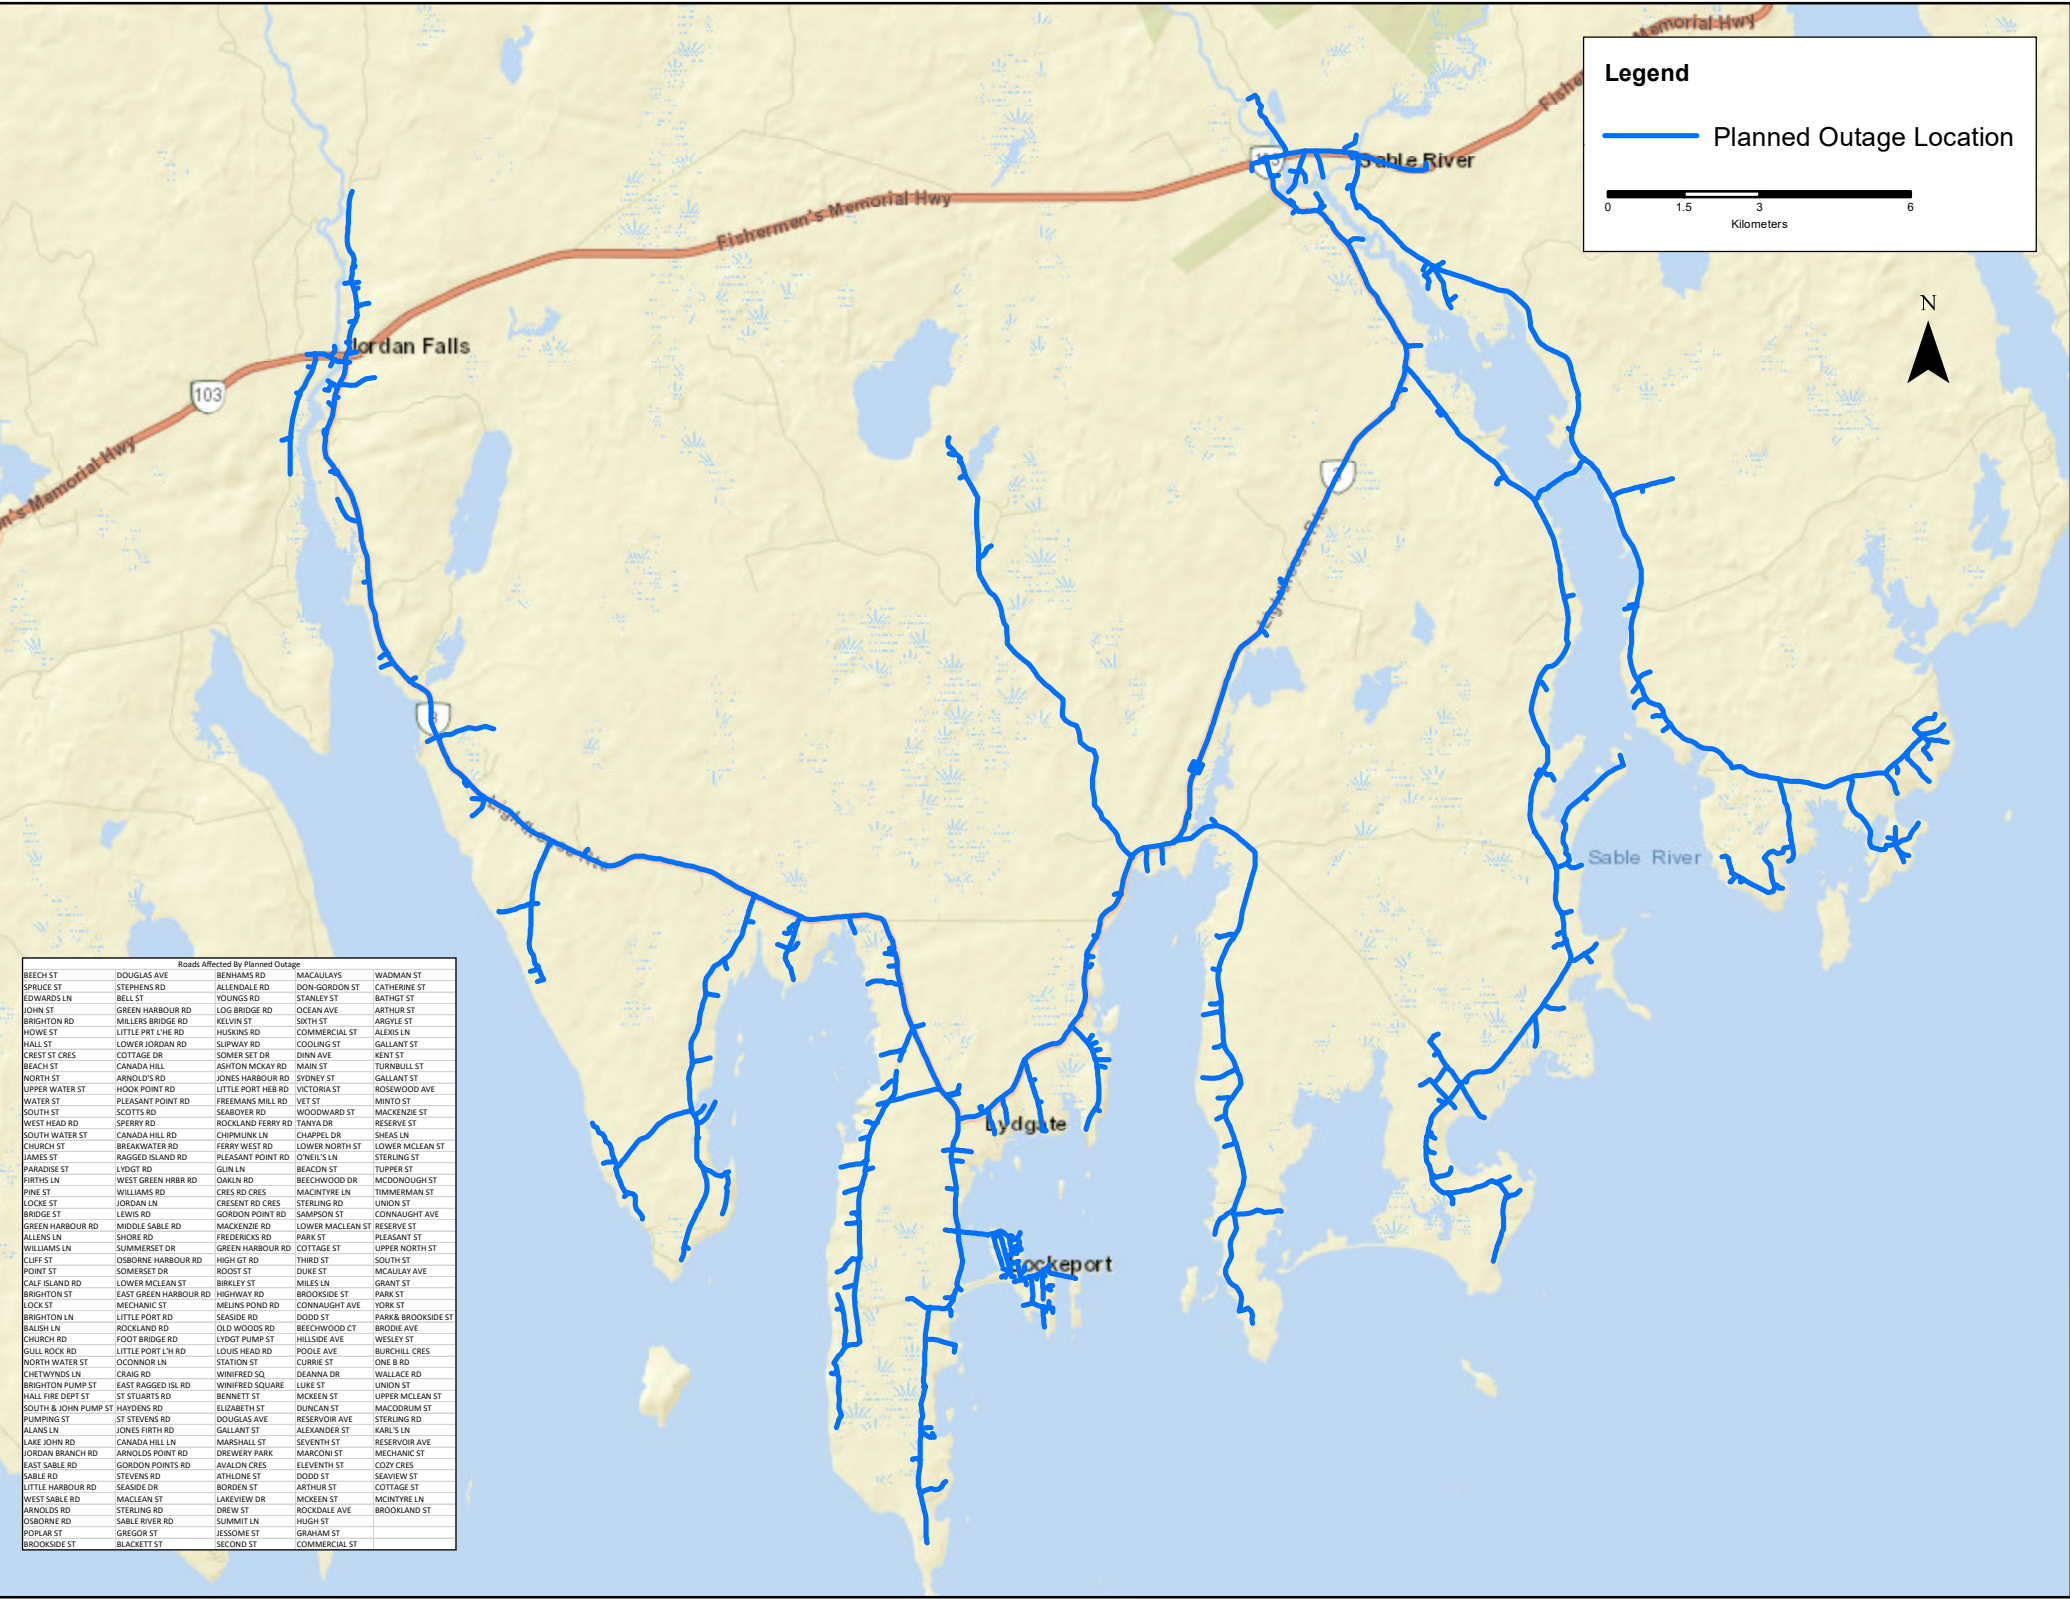 Memorial Hwy
Legend
Planned Outage Location
0 1.5 3 6
Kilometers
N
Sable River
Fishermen's Memorial Hwy
Jordan Falls
103
Sable River
Lydgate
Lockeport
Roads Affected By Planned Outage
BEECH ST DOUGLAS AVE BENHAMS RD MACAULAYS WADMAN ST
SPRUCE ST STEPHENS RD ALLENDALE RD DON-GORDON ST CATHERINE ST
EDWARDS LN BELL ST YOUNGS RD STANLEY ST BATHGT ST
JOHN ST GREEN HARBOUR RD LOG BRIDGE RD OCEAN AVE ARTHUR ST
BRIGHTON RD MILLERS BRIDGE RD KELVIN ST SIXTH ST ARGYLE ST
HOWE ST LITTLE PRT L'HE RD HUSKINS RD COMMERCIAL ST ALEXIS LN
HALL ST LOWER JORDAN RD SLIPWAY RD COOLING ST GALLANT ST
CREST ST CRES COTTAGE DR SOMER SET DR DINN AVE KENT ST
BEACH ST CANADA HILL ASHTON MCKAY RD MAIN ST TURNBULL ST
NORTH ST ARNOLD'S RD JONES HARBOUR RD SYDNEY ST GALLANT ST
UPPER WATER ST HOOK POINT RD LITTLE PORT HEB RD VICTORIA ST ROSEWOOD AVE
WATER ST PLEASANT POINT RD FREEMANS MILL RD VET ST MINTO ST
SOUTH ST SCOTTS RD SEABOYER RD WOODWARD ST MACKENZIE ST
WEST HEAD RD SPERRY RD ROCKLAND FERRY RD TANYA DR RESERVE ST
SOUTH WATER ST CANADA HILL RD CHIPMUNK LN CHAPPEL DR SHEAS LN
CHURCH ST BREAKWATER RD FERRY WEST RD LOWER NORTH ST LOWER MCLEAN ST
JAMES ST RAGGED ISLAND RD PLEASANT POINT RD O'NEIL'S LN STERLING ST
PARADISE ST LYDGT RD GLIN LN BEACON ST TUPPER ST
FIRTHS LN WEST GREEN HRBR RD OAKLN RD BEECHWOOD DR MCDONOUGH ST
PINE ST WILLIAMS RD CRES RD CRES MACINTYRE LN TIMMERMAN ST
LOCKE ST JORDAN LN CRESENT RD CRES STERLING RD UNION ST
BRIDGE ST LEWIS RD GORDON POINT RD SAMPSON ST CONNAUGHT AVE
GREEN HARBOUR RD MIDDLE SABLE RD MACKENZIE RD LOWER MACLEAN ST RESERVE ST
ALLENS LN SHORE RD FREDERICKS RD PARK ST PLEASANT ST
WILLIAMS LN SUMMERSET DR GREEN HARBOUR RD COTTAGE ST UPPER NORTH ST
CLIFF ST OSBORNE HARBOUR RD HIGH GT RD THIRD ST SOUTH ST
POINT ST SOMERSET DR ROOST ST DUKE ST MCAULAY AVE
CALF ISLAND RD LOWER MCLEAN ST BIRKLEY ST MILES LN GRANT ST
BRIGHTON ST EAST GREEN HARBOUR RD HIGHWAY RD BROOKSIDE ST PARK ST
LOCK ST MECHANIC ST MELINS POND RD CONNAUGHT AVE YORK ST
BRIGHTON LN LITTLE PORT RD SEASIDE RD DODD ST PARK& BROOKSIDE ST
BALISH LN ROCKLAND RD OLD WOODS RD BEECHWOOD CT BRODIE AVE
CHURCH RD FOOT BRIDGE RD LYDGT PUMP ST HILLSIDE AVE WESLEY ST
GULL ROCK RD LITTLE PORT L'H RD LOUIS HEAD RD POOLE AVE BURCHILL CRES
NORTH WATER ST OCONNOR LN STATION ST CURRIE ST ONE B RD
CHETWYNDS LN CRAIG RD WINIFRED SQ DEANNA DR WALLACE RD
BRIGHTON PUMP ST EAST RAGGED ISL RD WINIFRED SQUARE LUKE ST UNION ST
HALL FIRE DEPT ST ST STUARTS RD BENNETT ST MCKEEN ST UPPER MCLEAN ST
SOUTH & JOHN PUMP ST HAYDENS RD ELIZABETH ST DUNCAN ST MACODRUM ST
PUMPING ST ST STEVENS RD DOUGLAS AVE RESERVOIR AVE STERLING RD
ALANS LN JONES FIRTH RD GALLANT ST ALEXANDER ST KARL'S LN
LAKE JOHN RD CANADA HILL LN MARSHALL ST SEVENTH ST RESERVOIR AVE
JORDAN BRANCH RD ARNOLDS POINT RD DREWERY PARK MARCONI ST MECHANIC ST
EAST SABLE RD GORDON POINTS RD AVALON CRES ELEVENTH ST COZY CRES
SABLE RD STEVENS RD ATHLONE ST DODD ST SEAVIEW ST
LITTLE HARBOUR RD SEASIDE DR BORDEN ST ARTHUR ST COTTAGE ST
WEST SABLE RD MACLEAN ST LAKEVIEW DR MCKEEN ST MCINTYRE LN
ARNOLDS RD STERLING RD DREW ST ROCKDALE AVE BROOKLAND ST
OSBORNE RD SABLE RIVER RD SUMMIT LN HUGH ST
POPLAR ST GREGOR ST JESSOME ST GRAHAM ST
BROOKSIDE ST BLACKETT ST SECOND ST COMMERCIAL ST